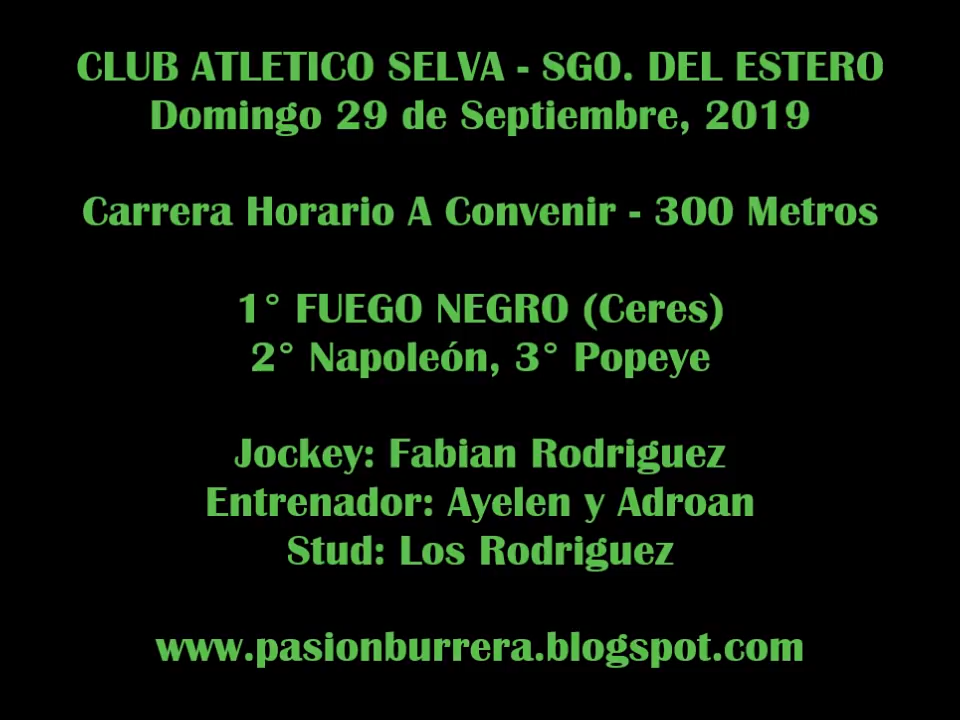 CLUB ATLETICO SELVA - SGO. DEL ESTERO
Domingo 29 de Septiembre, 2019
Carrera Horario A Convenir - 300 Metros
1° FUEGO NEGRO (Ceres)
2° Napoleón, 3° Popeye
Jockey: Fabian Rodriguez
Entrenador: Ayelen y Adroan
Stud: Los Rodriguez
www.pasionburrera.blogspot.com